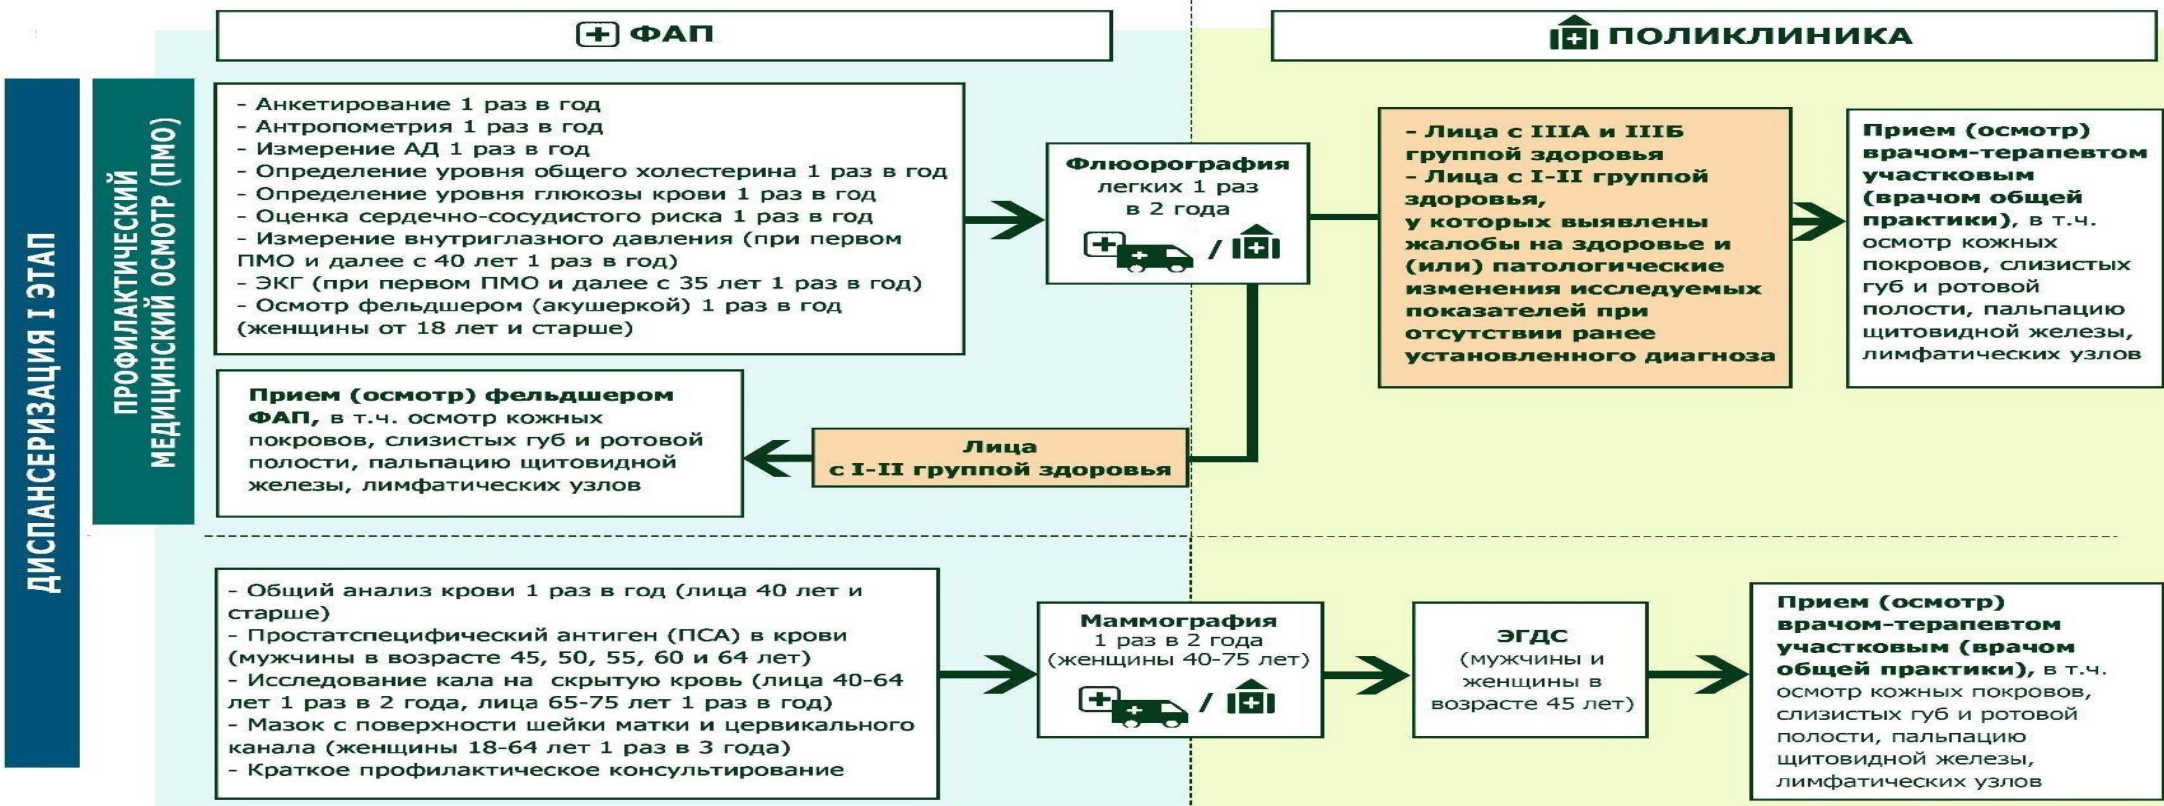 ФАП
ПОЛИКЛИНИКА
ДИСПАНСЕРИЗАЦИЯ I ЭТАП
ПРОФИЛАКТИЧЕСКИЙ
МЕДИЦИНСКИЙ ОСМОТР (ПМО)
- Анкетирование 1 раз в год
- Антропометрия 1 раз в год
- Измерение АД 1 раз в год
- Определение уровня общего холестерина 1 раз в год
- Определение уровня глюкозы крови 1 раз в год
- Оценка сердечно-сосудистого риска 1 раз в год
- Измерение внутриглазного давления (при первом
ПМО и далее с 40 лет 1 раз в год)
- ЭКГ (при первом ПМО и далее с 35 лет 1 раз в год)
- Осмотр фельдшером (акушеркой) 1 раз в год
(женщины от 18 лет и старше)
Флюорография
легких 1 раз
в 2 года
/
- Лица с IIIА и IIIБ
группой здоровья
- Лица с I-II группой
здоровья,
у которых выявлены
жалобы на здоровье и
(или) патологические
изменения исследуемых
показателей при
отсутствии ранее
установленного диагноза
Прием (осмотр)
врачом-терапевтом
участковым
(врачом общей
практики), в т.ч.
осмотр кожных
покровов, слизистых
губ и ротовой
полости, пальпацию
щитовидной железы,
лимфатических узлов
Прием (осмотр) фельдшером
ФАП, в т.ч. осмотр кожных
покровов, слизистых губ и ротовой
полости, пальпацию щитовидной
железы, лимфатических узлов
Лица
с I-II группой здоровья
- Общий анализ крови 1 раз в год (лица 40 лет и
старше)
- Простатспецифический антиген (ПСА) в крови
(мужчины в возрасте 45, 50, 55, 60 и 64 лет)
- Исследование кала на скрытую кровь (лица 40-64
лет 1 раз в 2 года, лица 65-75 лет 1 раз в год)
- Мазок с поверхности шейки матки и цервикального
канала (женщины 18-64 лет 1 раз в 3 года)
- Краткое профилактическое консультирование
Маммография
1 раз в 2 года
(женщины 40-75 лет)
/
ЭГДС
(мужчины и
женщины в
возрасте 45 лет)
Прием (осмотр)
врачом-терапевтом
участковым (врачом
общей практики), в т.ч.
осмотр кожных покровов,
слизистых губ и ротовой
полости, пальпацию
щитовидной железы,
лимфатических узлов